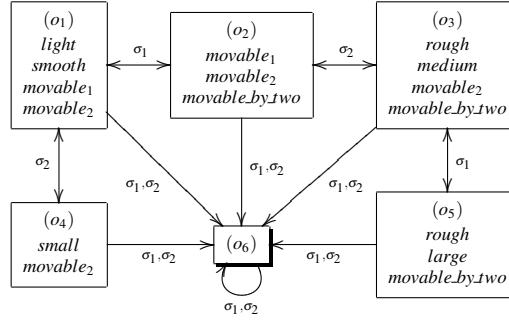 (o₁)
light
smooth
movable₁
movable₂
σ₁
(o₂)
movable₁
movable₂
movable_by_two
σ₂
(o₃)
rough
medium
movable₂
movable_by_two
σ₂
σ₁,σ₂
σ₁,σ₂
σ₁,σ₂
σ₁
(o₄)
small
movable₂
σ₁,σ₂
(o₆)
σ₁,σ₂
σ₁,σ₂
(o₅)
rough
large
movable_by_two